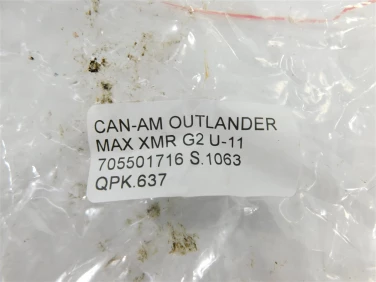 CAN-AM OUTLANDER
MAX XMR G2 U-11
705501716 S.1063
QPK.637